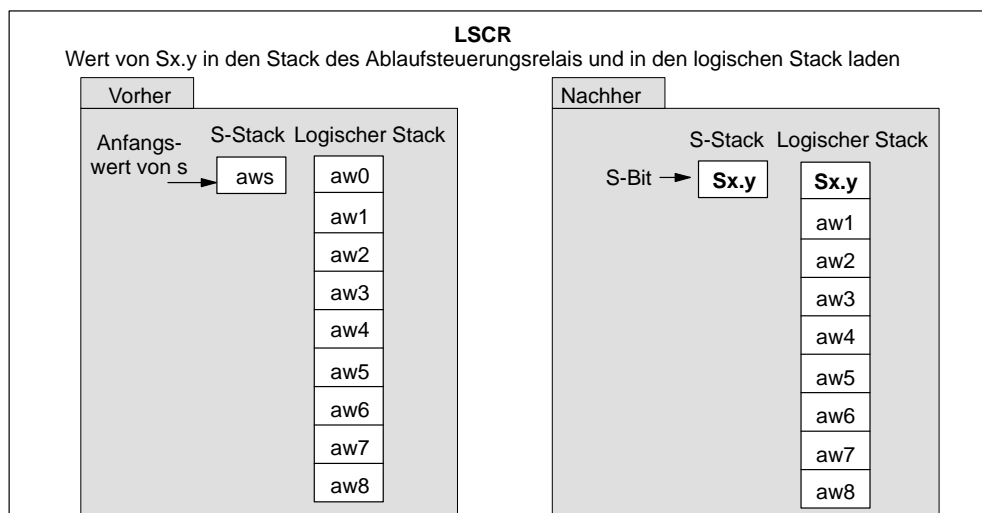 LSCR
Wert von Sx.y in den Stack des Ablaufsteuerungsrelais und in den logischen Stack laden
Vorher
Anfangs-
wert von s
S-Stack
Logischer Stack
aws
aw0
aw1
aw2
aw3
aw4
aw5
aw6
aw7
aw8
Nachher
S-Stack
Logischer Stack
S-Bit
Sx.y
Sx.y
aw1
aw2
aw3
aw4
aw5
aw6
aw7
aw8